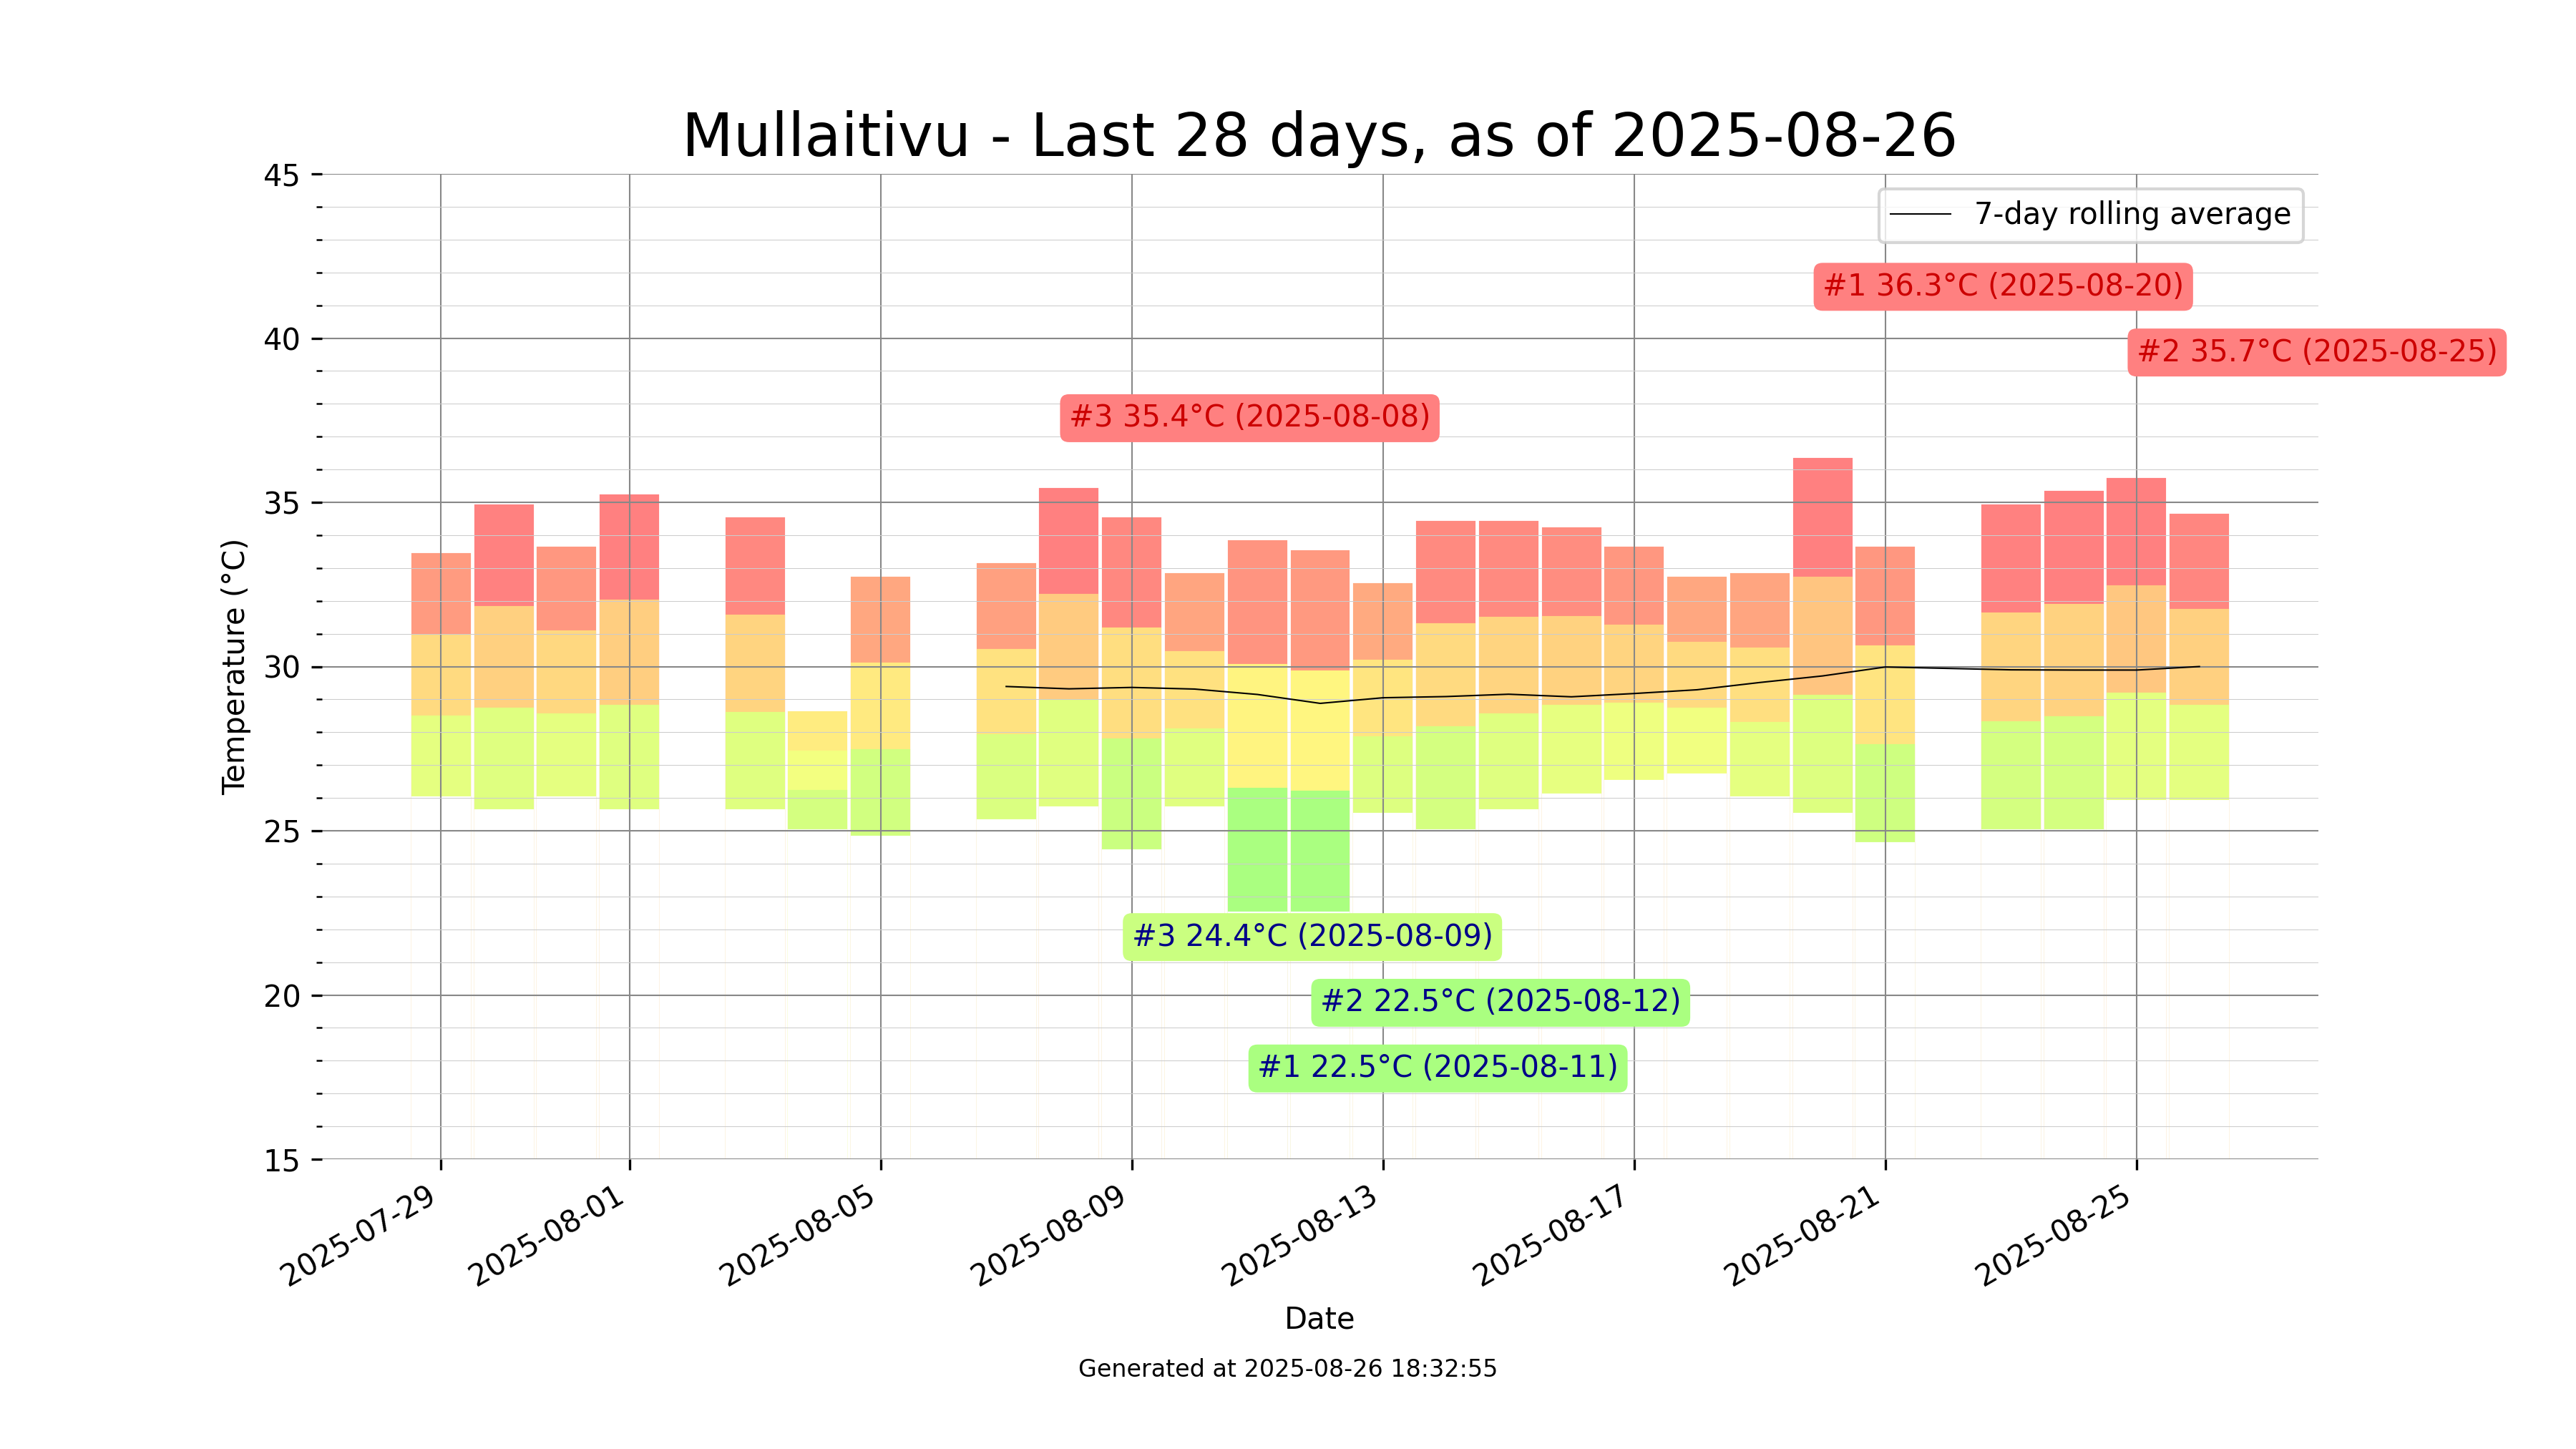 Mullaitivu - Last 28 days, as of 2025-08-26
45
40
35
30
25
20
15
Temperature (°C)
7-day rolling average
#1 36.3°C (2025-08-20)
#2 35.7°C (2025-08-25)
#3 35.4°C (2025-08-08)
#3 24.4°C (2025-08-09)
#2 22.5°C (2025-08-12)
#1 22.5°C (2025-08-11)
2025-07-29
2025-08-01
2025-08-05
2025-08-09
2025-08-13
2025-08-17
2025-08-21
2025-08-25
Date
Generated at 2025-08-26 18:32:55